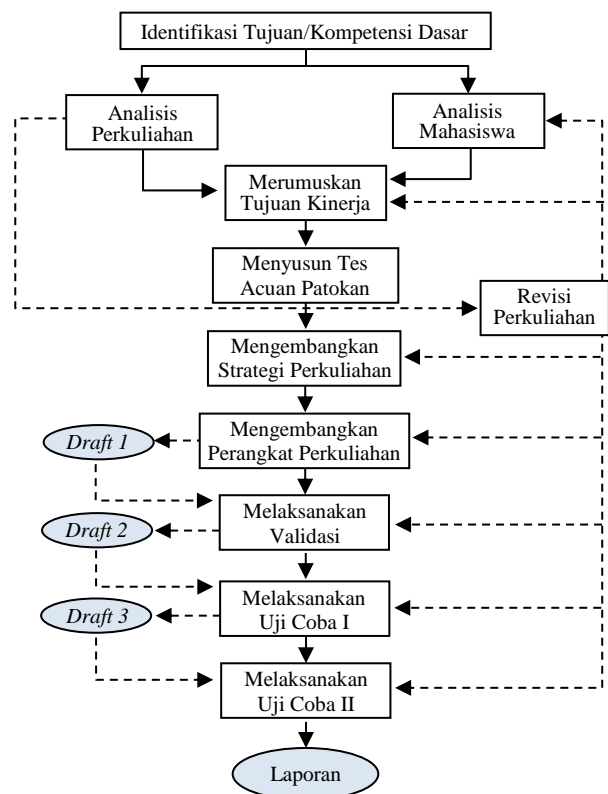 Identifikasi Tujuan/Kompetensi Dasar
Analisis
Perkuliahan
Analisis
Mahasiswa
Merumuskan
Tujuan Kinerja
Menyusun Tes
Acuan Patokan
Revisi
Perkuliahan
Mengembangkan
Strategi Perkuliahan
Draft 1
Mengembangkan
Perangkat Perkuliahan
Draft 2
Melaksanakan
Validasi
Draft 3
Melaksanakan
Uji Coba I
Melaksanakan
Uji Coba II
Laporan